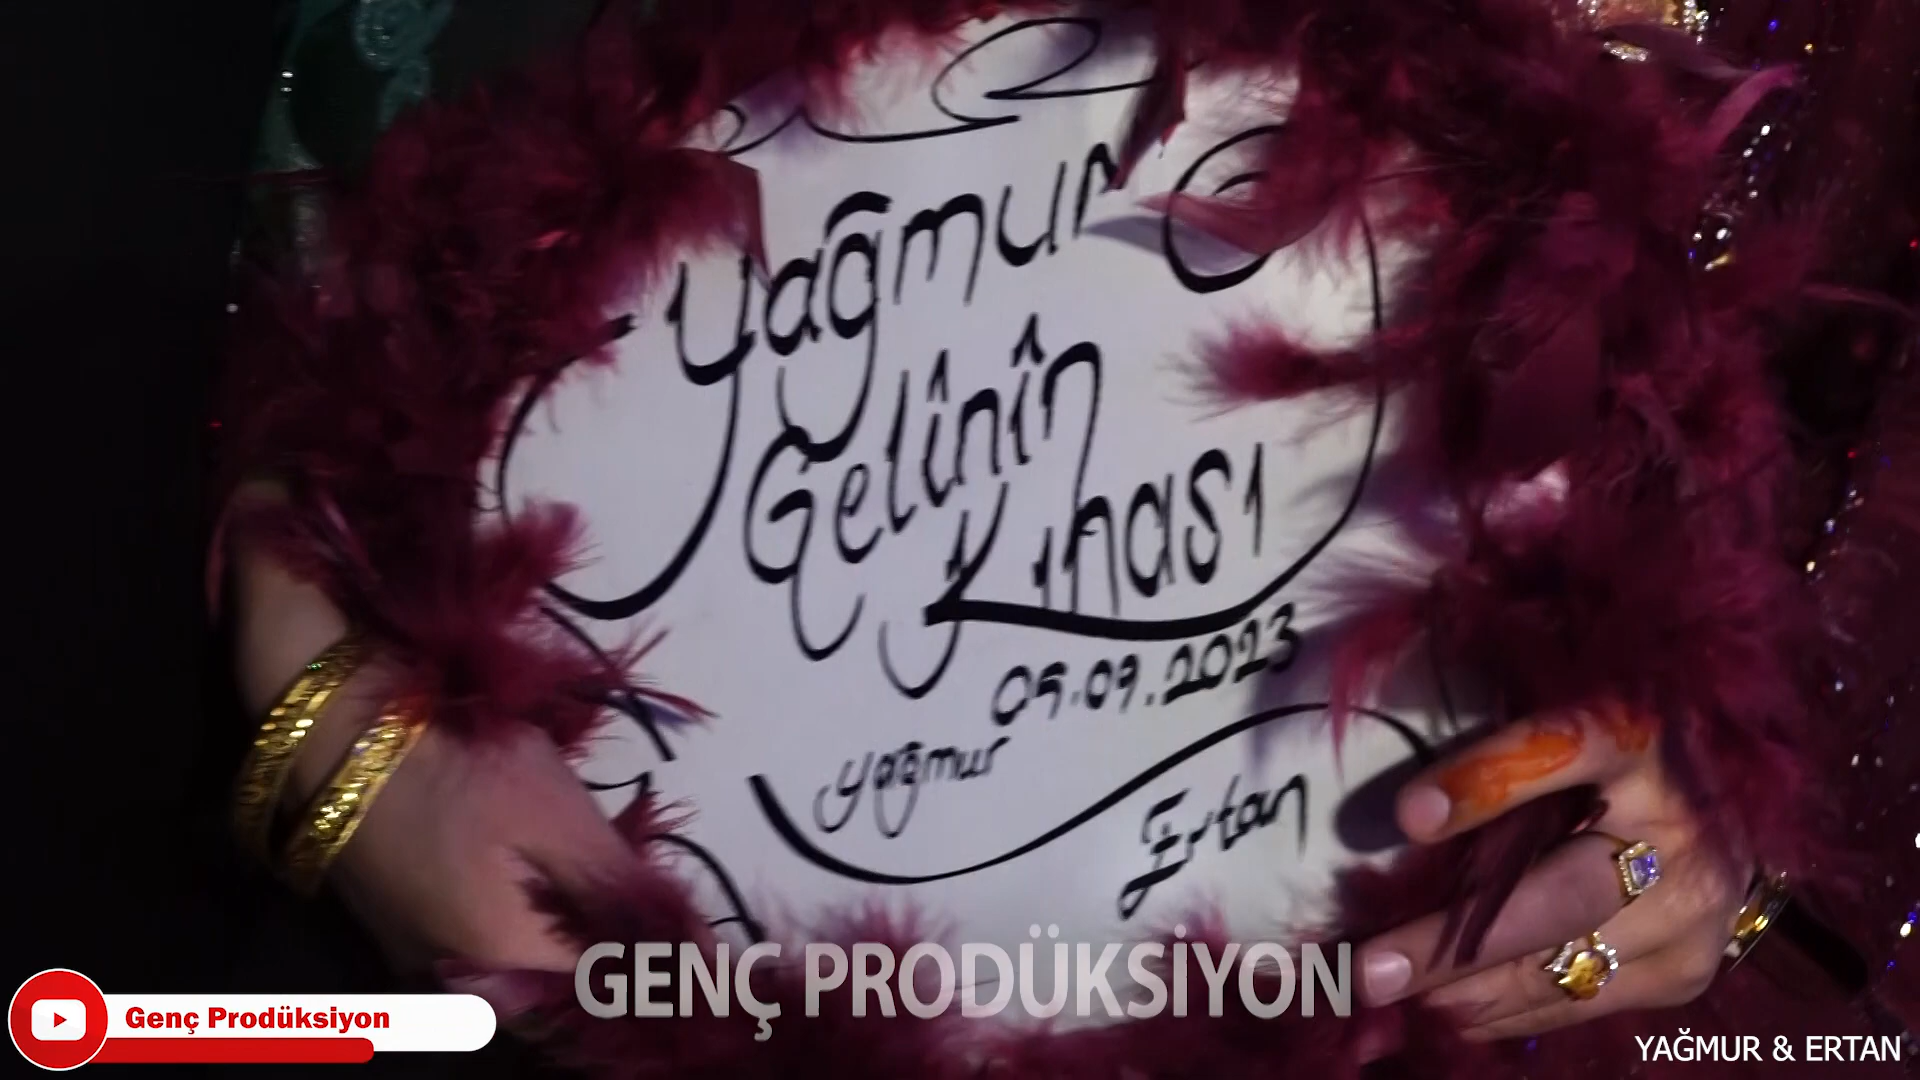 Yağmur
Gelinin
Kınası
05.09.2023
Yağmur
Ertan
GENÇ PRODÜKSİYON
Genç Prodüksiyon
YAĞMUR & ERTAN